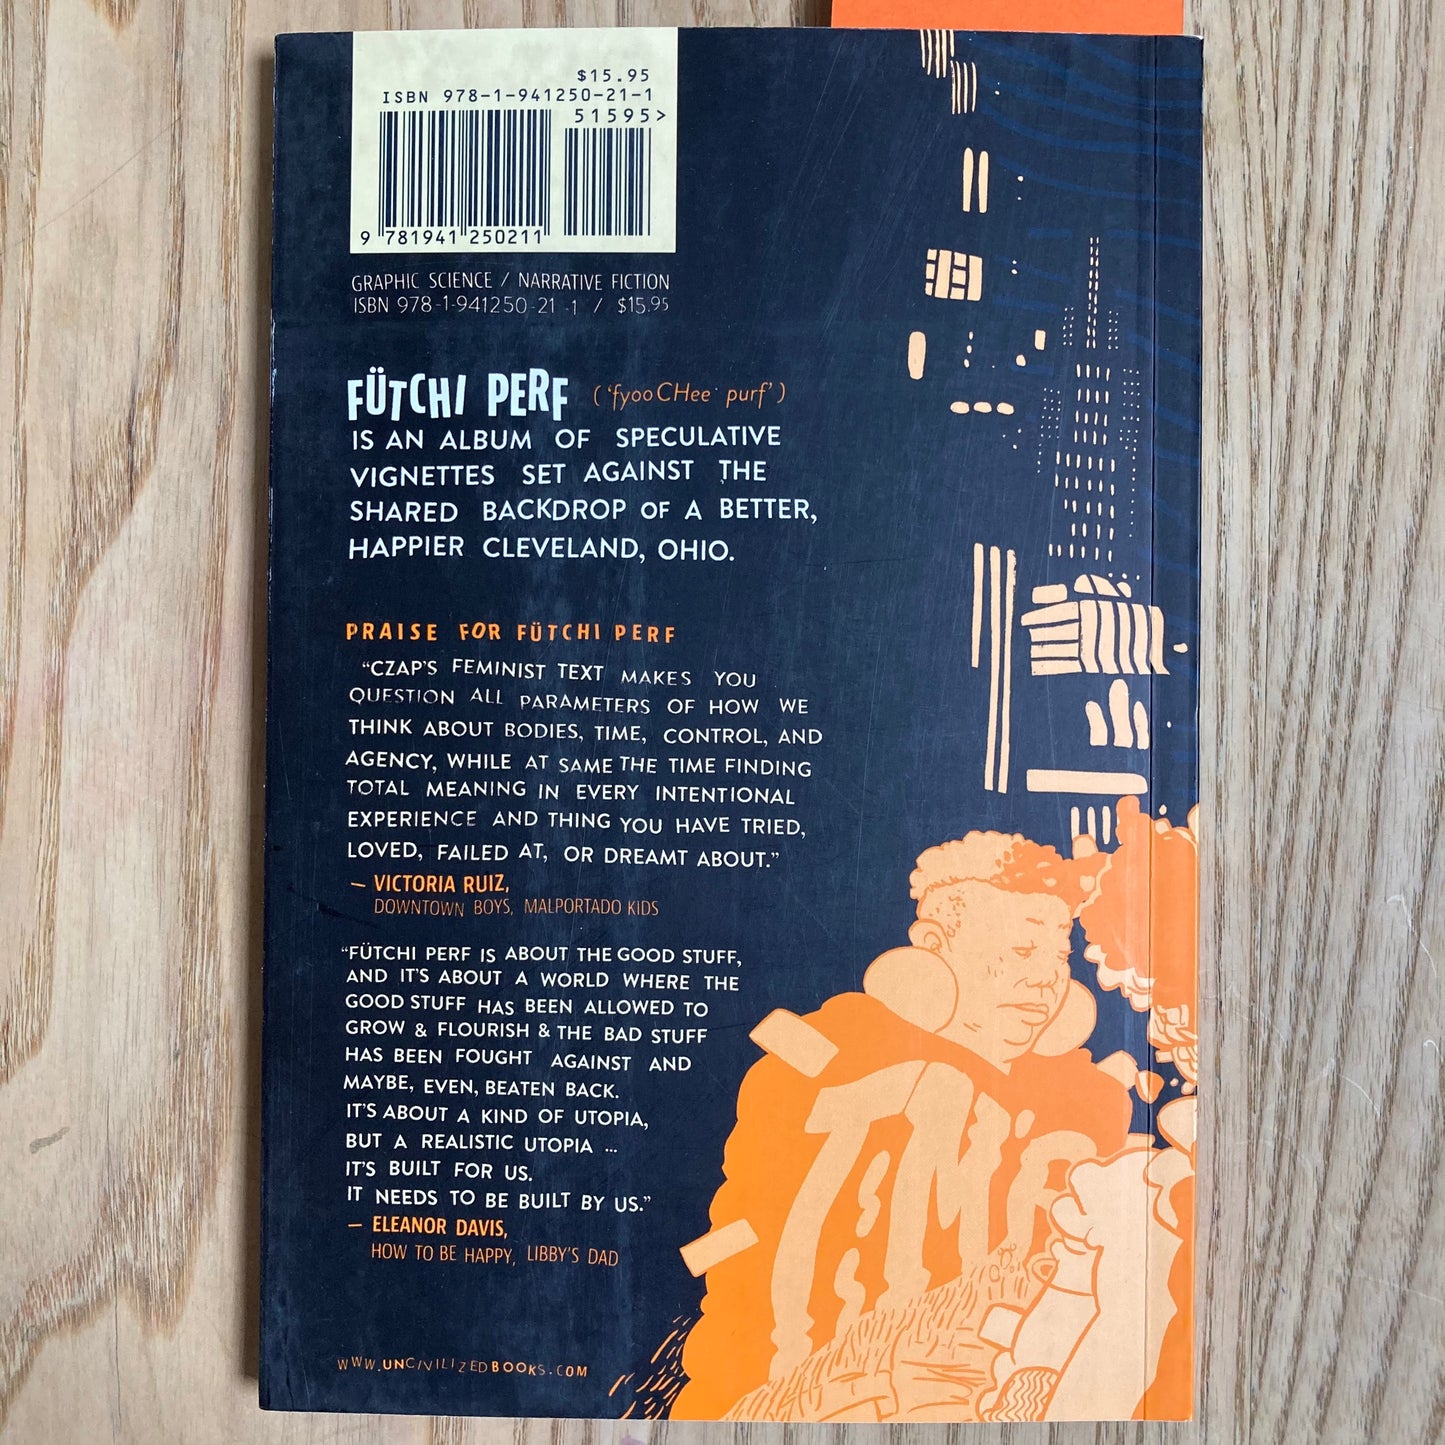 $15.95
ISBN 978-1-941250-21-1
51595>
9 781941 250211
GRAPHIC SCIENCE / NARRATIVE FICTION
ISBN 978-1-941250-21-1 / $15.95
FÜTCHI PERF ('fyooCHee· purf')
IS AN ALBUM OF SPECULATIVE
VIGNETTES SET AGAINST THE
SHARED BACKDROP OF A BETTER,
HAPPIER CLEVELAND, OHIO.
PRAISE FOR FÜTCHI PERF
"CZAP'S FEMINIST TEXT MAKES YOU
QUESTION ALL PARAMETERS OF HOW WE
THINK ABOUT BODIES, TIME, CONTROL, AND
AGENCY, WHILE AT SAME THE TIME FINDING
TOTAL MEANING IN EVERY INTENTIONAL
EXPERIENCE AND THING YOU HAVE TRIED,
LOVED, FAILED AT, OR DREAMT ABOUT."
— VICTORIA RUIZ,
DOWNTOWN BOYS, MALPORTADO KIDS
"FÜTCHI PERF IS ABOUT THE GOOD STUFF,
AND IT'S ABOUT A WORLD WHERE THE
GOOD STUFF HAS BEEN ALLOWED TO
GROW & FLOURISH & THE BAD STUFF
HAS BEEN FOUGHT AGAINST AND
MAYBE, EVEN, BEATEN BACK.
IT'S ABOUT A KIND OF UTOPIA,
BUT A REALISTIC UTOPIA ...
IT'S BUILT FOR US.
IT NEEDS TO BE BUILT BY US."
— ELEANOR DAVIS,
HOW TO BE HAPPY, LIBBY'S DAD
WWW.UNCIVILIZEDBOOKS.COM